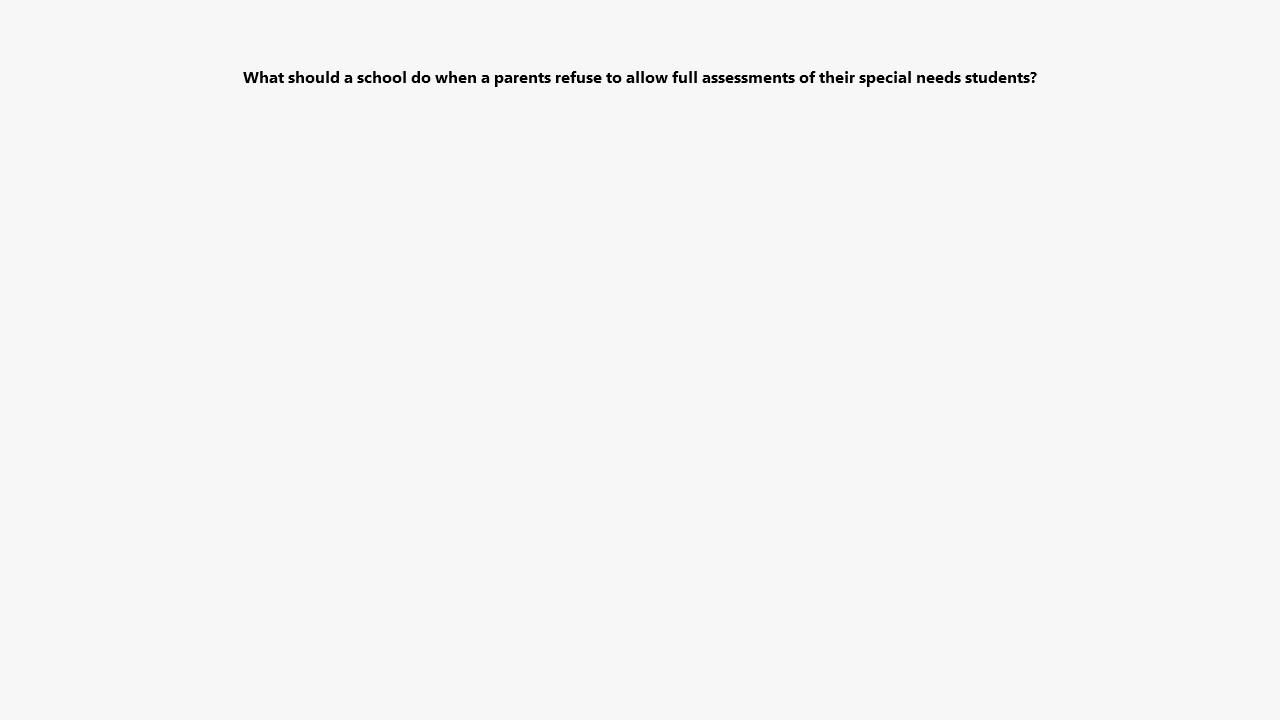 What should a school do when a parents refuse to allow full assessments of their special needs students?